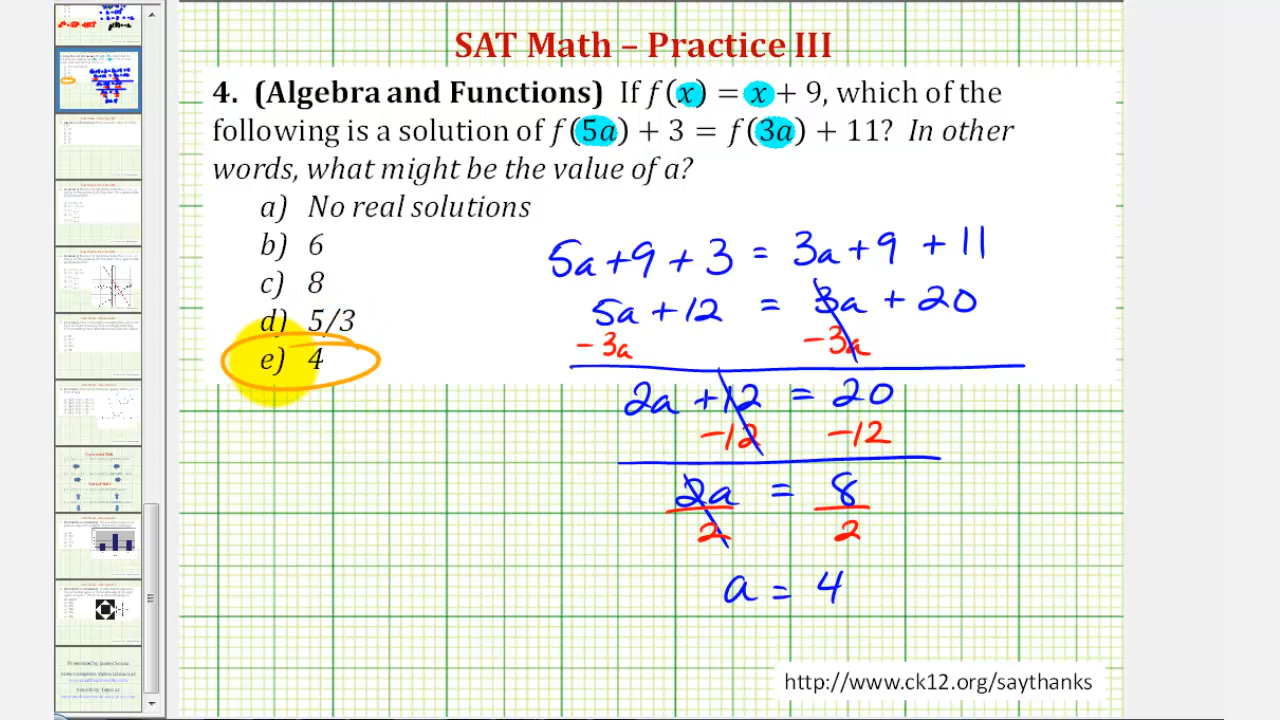 SAT Math – Practice III
4. (Algebra and Functions) If f(x) = x + 9, which of the
following is a solution of f(5a) + 3 = f(3a) + 11? In other
words, what might be the value of a?
a) No real solutions
b) 6
c) 8
d) 5/3
e) 4
5a + 9 + 3 = 3a + 9 + 11
5a + 12 = 3a + 20
- 3a - 3a
2a + 12 = 20
- 12 - 12
2a = 8
2 2
a = 4
http://www.ck12.org/saythanks